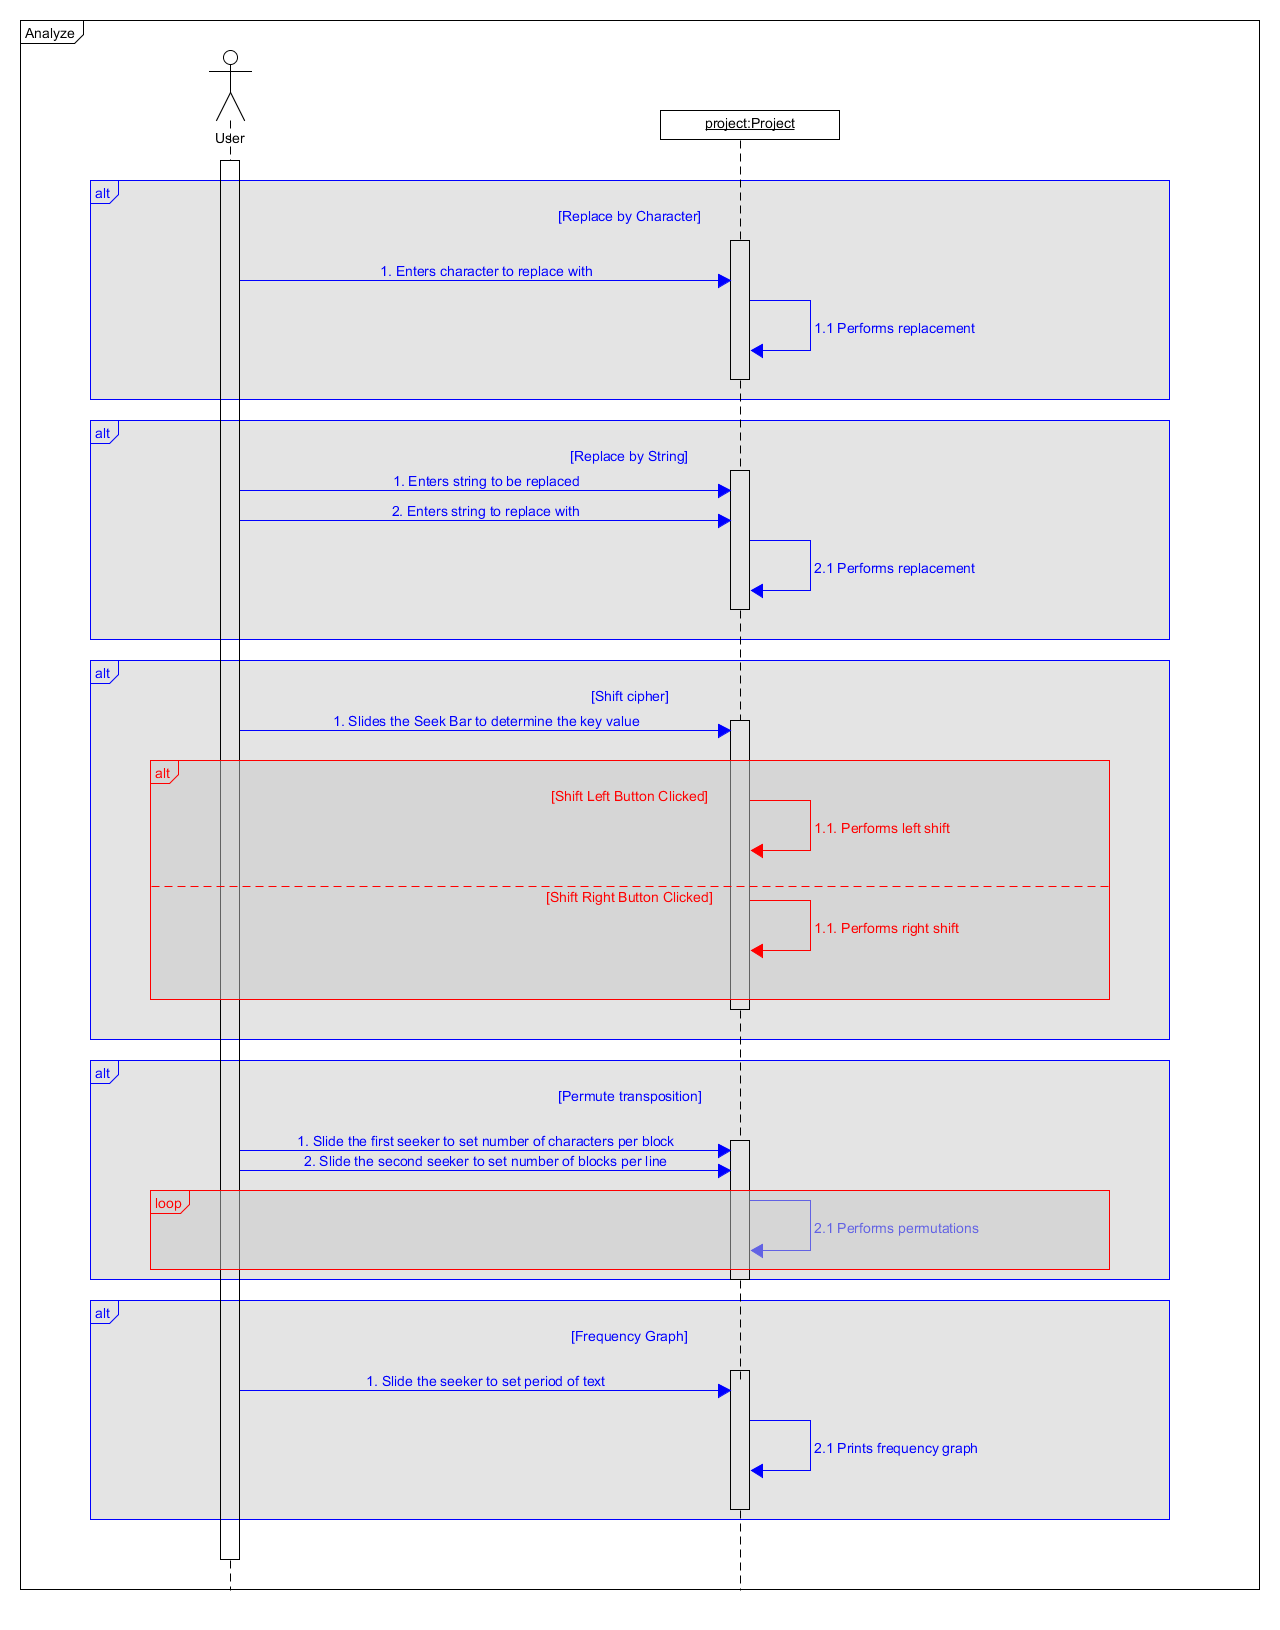 Analyze
User
project:Project
alt
[Replace by Character]
1. Enters character to replace with
1.1 Performs replacement
alt
[Replace by String]
1. Enters string to be replaced
2. Enters string to replace with
2.1 Performs replacement
alt
[Shift cipher]
1. Slides the Seek Bar to determine the key value
alt
[Shift Left Button Clicked]
1.1. Performs left shift
[Shift Right Button Clicked]
1.1. Performs right shift
alt
[Permute transposition]
1. Slide the first seeker to set number of characters per block
2. Slide the second seeker to set number of blocks per line
loop
2.1 Performs permutations
alt
[Frequency Graph]
1. Slide the seeker to set period of text
2.1 Prints frequency graph